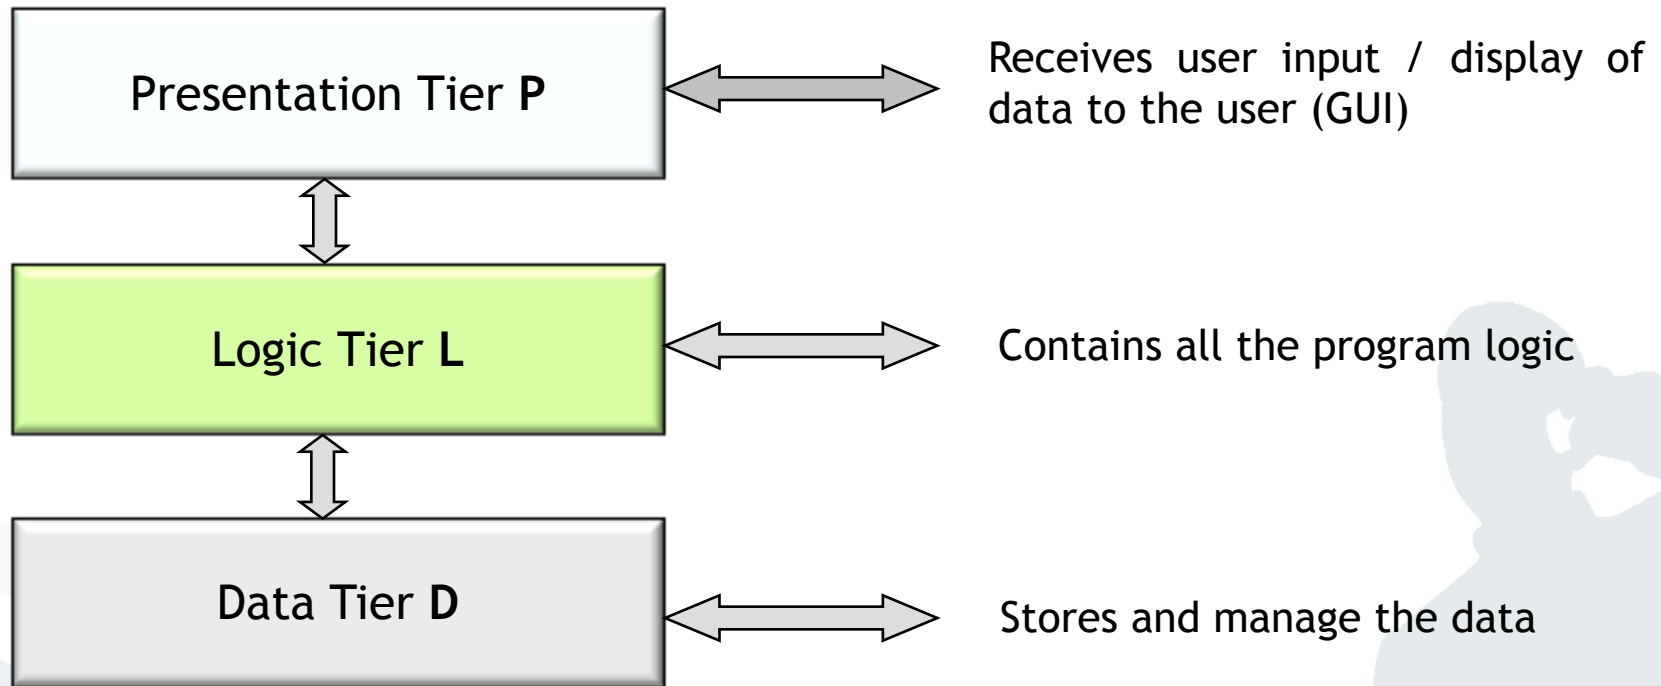 Presentation Tier P
Receives user input / display of
data to the user (GUI)
Logic Tier L
Contains all the program logic
Data Tier D
Stores and manage the data